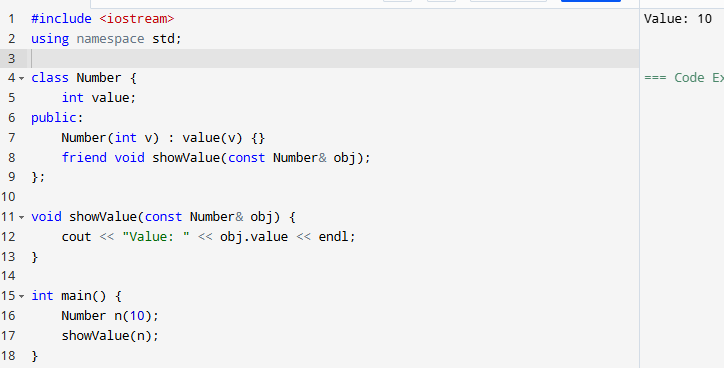 1 #include <iostream>
2 using namespace std;
3
4 class Number {
5     int value;
6 public:
7     Number(int v) : value(v) {}
8     friend void showValue(const Number& obj);
9 };
10
11 void showValue(const Number& obj) {
12     cout << "Value: " << obj.value << endl;
13 }
14
15 int main() {
16     Number n(10);
17     showValue(n);
18 }
Value: 10
=== Code Ex